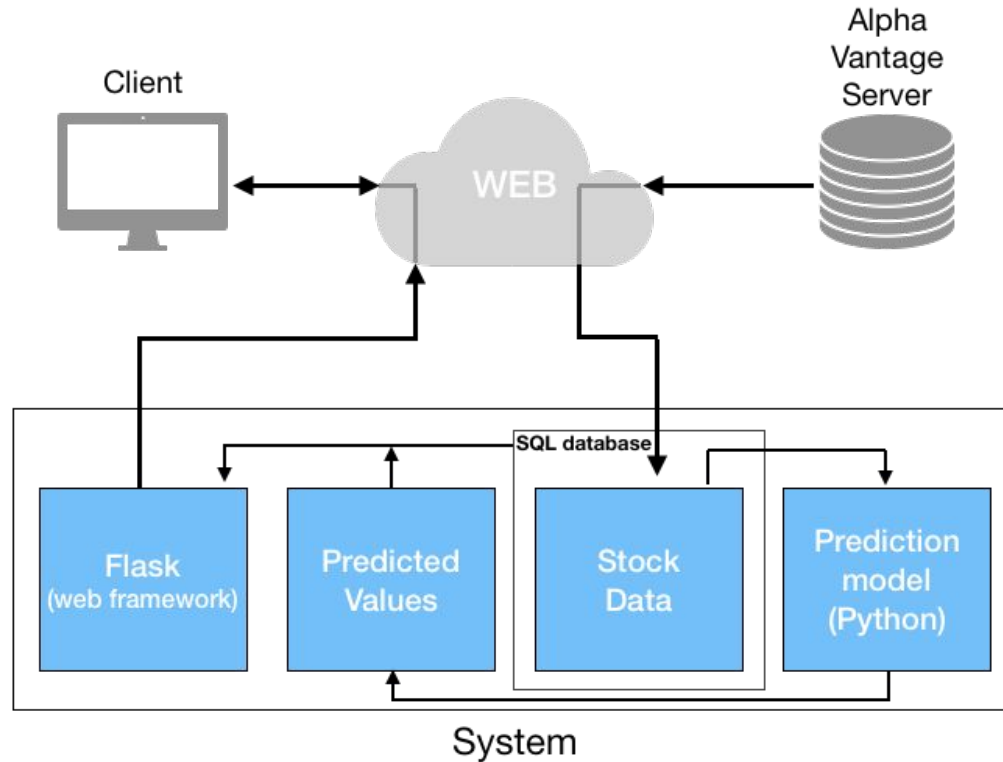 Client
Alpha
Vantage
Server
WEB
SQL database
Flask
(web framework)
Predicted
Values
Stock
Data
Prediction
model
(Python)
System